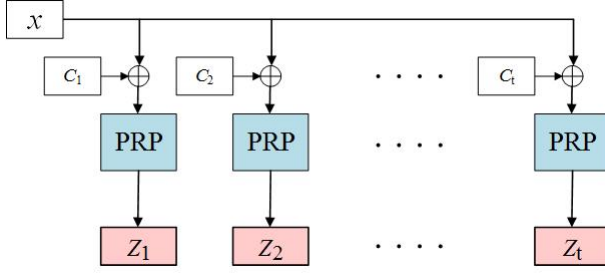 x
C1 C2 . . . . Ct
PRP PRP . . . . PRP
Z1 Z2 . . . . Zt